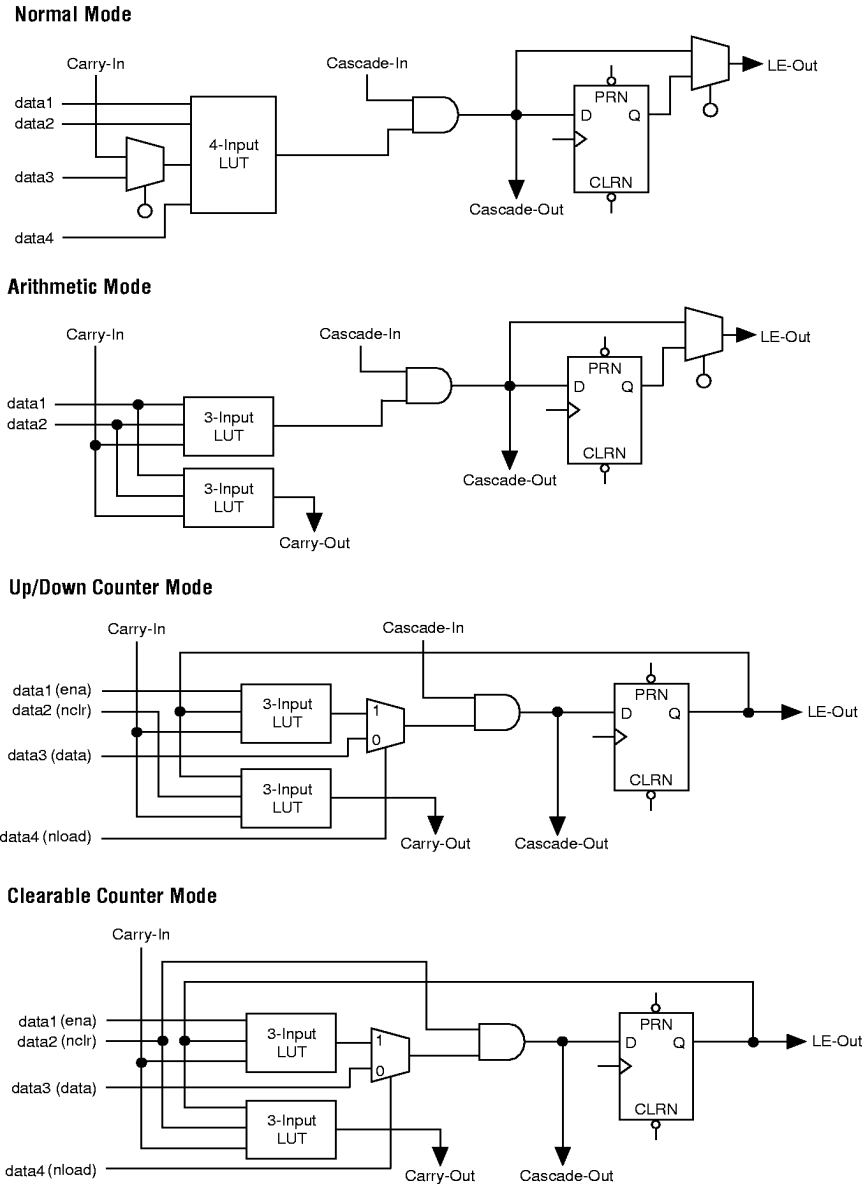 Normal Mode
Carry-In
Cascade-In
LE-Out
data1
data2
PRN
D Q
4-Input
LUT
data3
CLRN
Cascade-Out
data4
Arithmetic Mode
Carry-In
Cascade-In
LE-Out
PRN
D Q
data1
data2
3-Input
LUT
CLRN
Cascade-Out
3-Input
LUT
Carry-Out
Up/Down Counter Mode
Carry-In
Cascade-In
data1 (ena)
data2 (nclr)
3-Input
LUT
1
0
PRN
D Q
LE-Out
data3 (data)
CLRN
3-Input
LUT
data4 (nload)
Carry-Out
Cascade-Out
Clearable Counter Mode
Carry-In
data1 (ena)
data2 (nclr)
3-Input
LUT
1
0
PRN
D Q
LE-Out
data3 (data)
CLRN
3-Input
LUT
data4 (nload)
Carry-Out
Cascade-Out